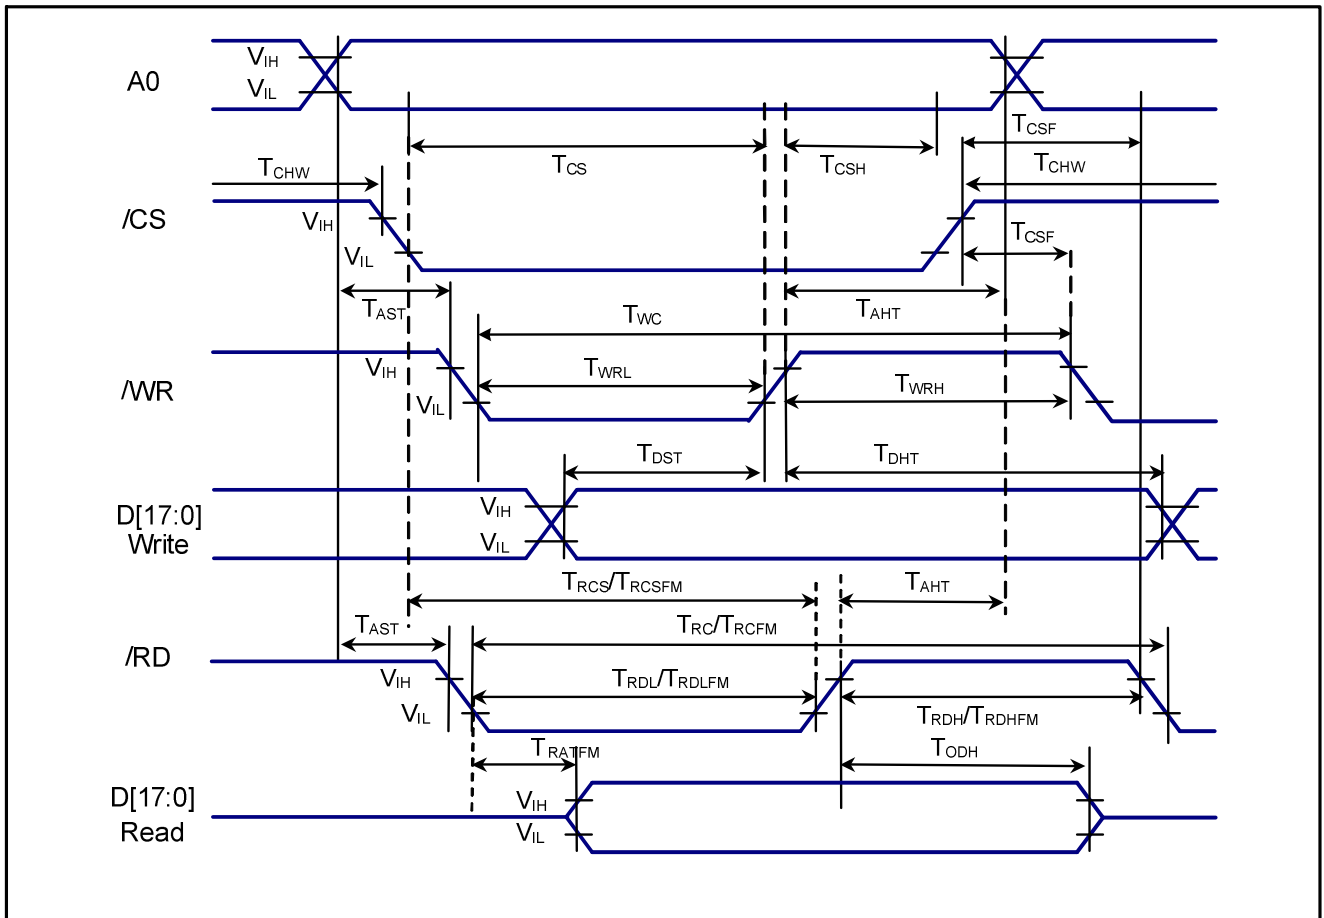 VIH
A0
VIL
TCSF
TCHW
TCS
TCSH
TCHW
/CS
VIH
TCSF
VIL
TAST
TWC
TAHT
VIH
TWRL
/WR
TWRH
VIL
TDST
TDHT
D[17:0]
Write
VIH
VIL
TRCS/TRCSFM
TAHT
TAST
TRC/TRCFM
/RD
VIH
TRDL/TRDLFM
VIL
TRDH/TRDHFM
TRATFM
TODH
D[17:0]
Read
VIH
VIL